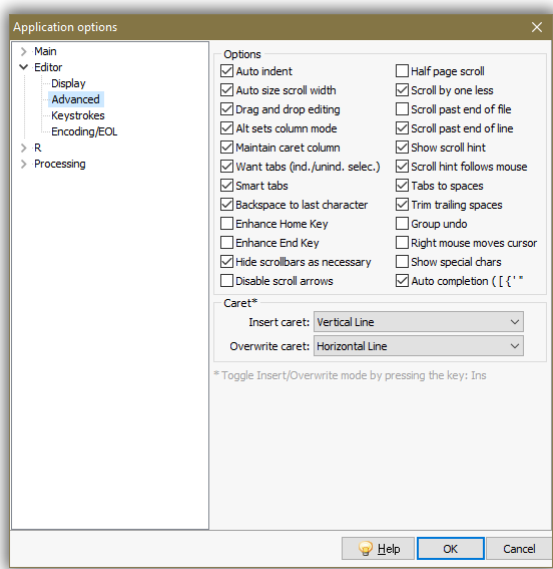 Application options
Main
Editor
Display
Advanced
Keystrokes
Encoding/EOL
R
Processing
Options
Auto indent
Auto size scroll width
Drag and drop editing
Alt sets column mode
Maintain caret column
Want tabs (ind./unind. selec.)
Smart tabs
Backspace to last character
Enhance Home Key
Enhance End Key
Hide scrollbars as necessary
Disable scroll arrows
Half page scroll
Scroll by one less
Scroll past end of file
Scroll past end of line
Show scroll hint
Scroll hint follows mouse
Tabs to spaces
Trim trailing spaces
Group undo
Right mouse moves cursor
Show special chars
Auto completion ( [ { ' "
Caret*
Insert caret: Vertical Line
Overwrite caret: Horizontal Line
* Toggle Insert/Overwrite mode by pressing the key: Ins
Help OK Cancel